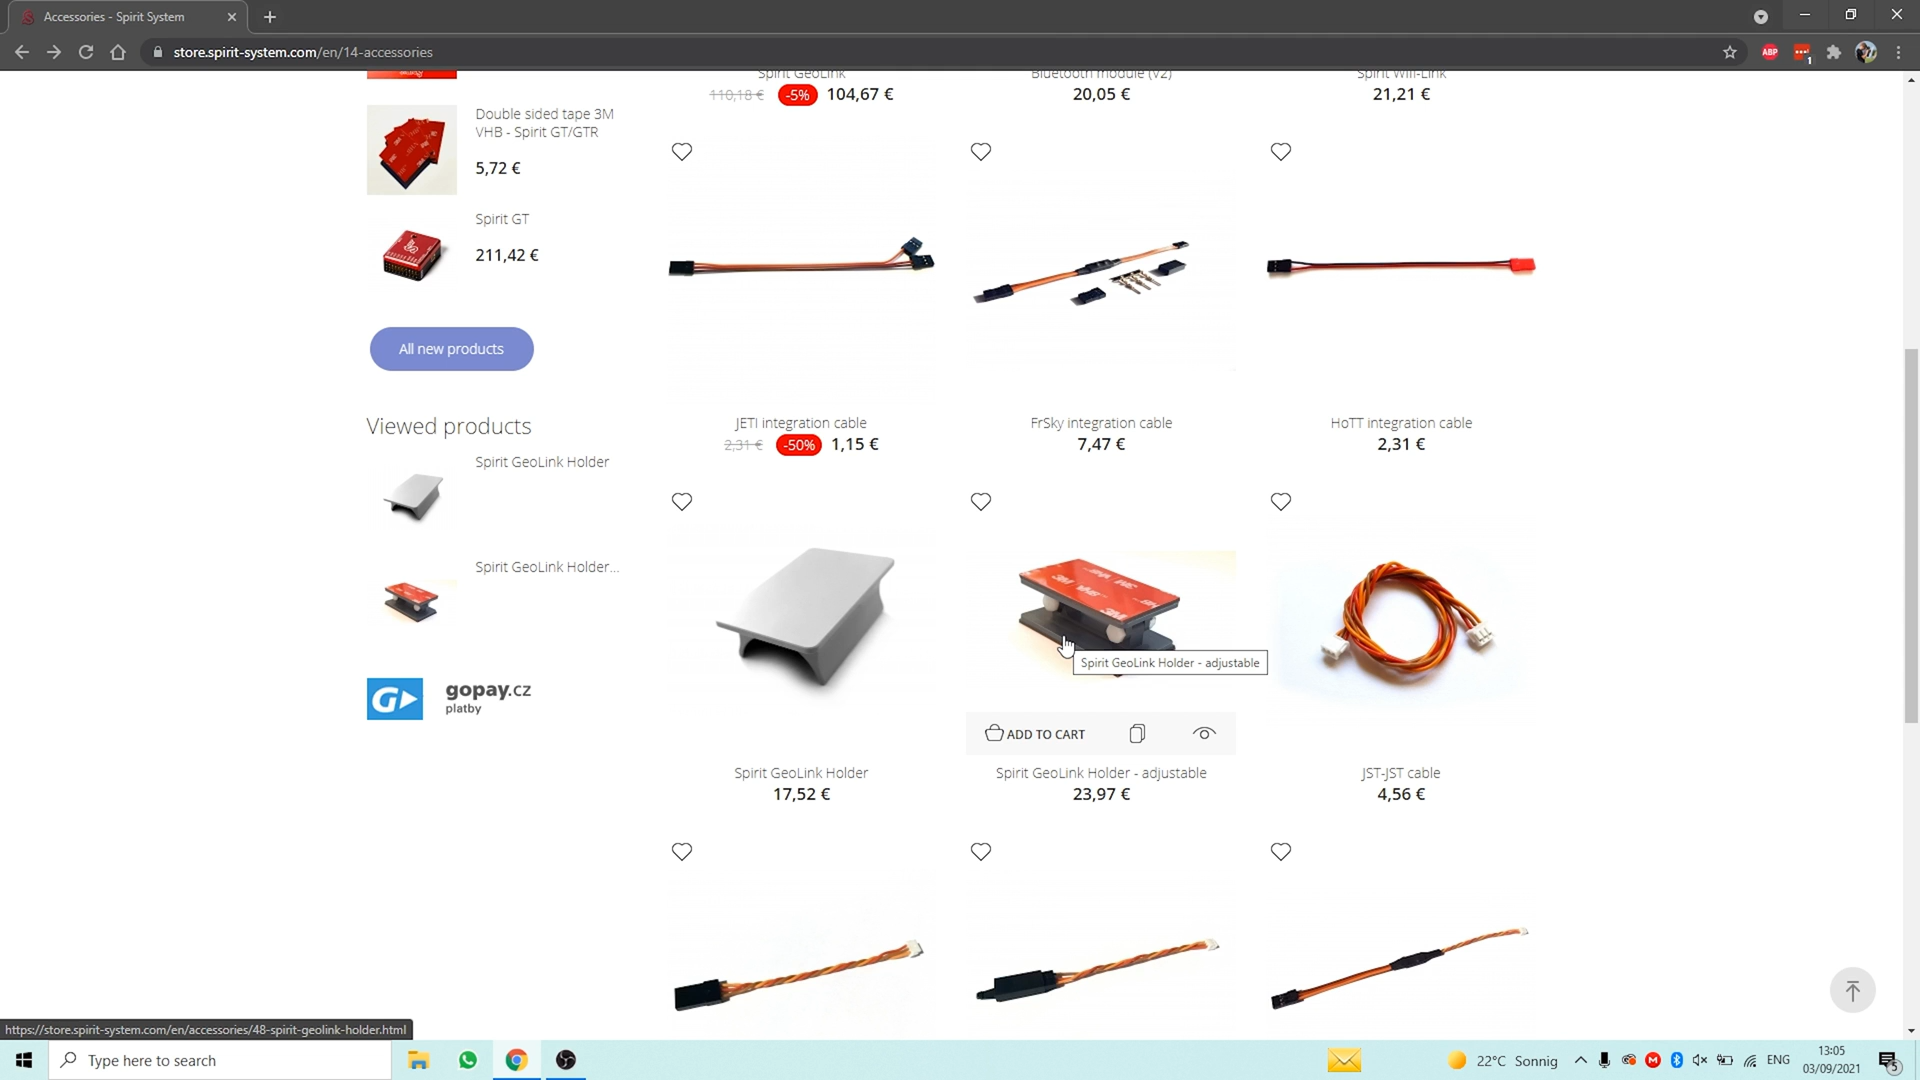 Accessories - Spirit System
store.spirit-system.com/en/14-accessories
ABP
1
Spirit GeoLink
110,18 € -5% 104,67 €
Bluetooth module (V2)
20,05 €
Spirit Wifi-Link
21,21 €
Double sided tape 3M
VHB - Spirit GT/GTR
5,72 €
Spirit GT
211,42 €
All new products
JETI integration cable
2,31 € -50% 1,15 €
FrSky integration cable
7,47 €
HoTT integration cable
2,31 €
Viewed products
Spirit GeoLink Holder
Spirit GeoLink Holder...
gopay.cz
platby
3M
3M
Spirit GeoLink Holder - adjustable
ADD TO CART
Spirit GeoLink Holder
17,52 €
Spirit GeoLink Holder - adjustable
23,97 €
JST-JST cable
4,56 €
https://store.spirit-system.com/en/accessories/48-spirit-geolink-holder.html
Type here to search
22°C Sonnig
ENG
13:05
03/09/2021
5